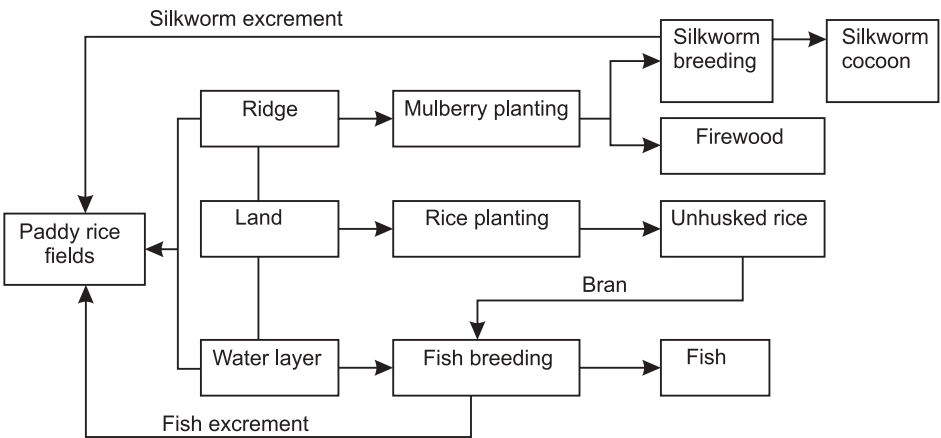 Silkworm excrement
Silkworm
breeding
Silkworm
cocoon
Ridge
Mulberry planting
Firewood
Land
Rice planting
Unhusked rice
Paddy rice
fields
Bran
Water layer
Fish breeding
Fish
Fish excrement